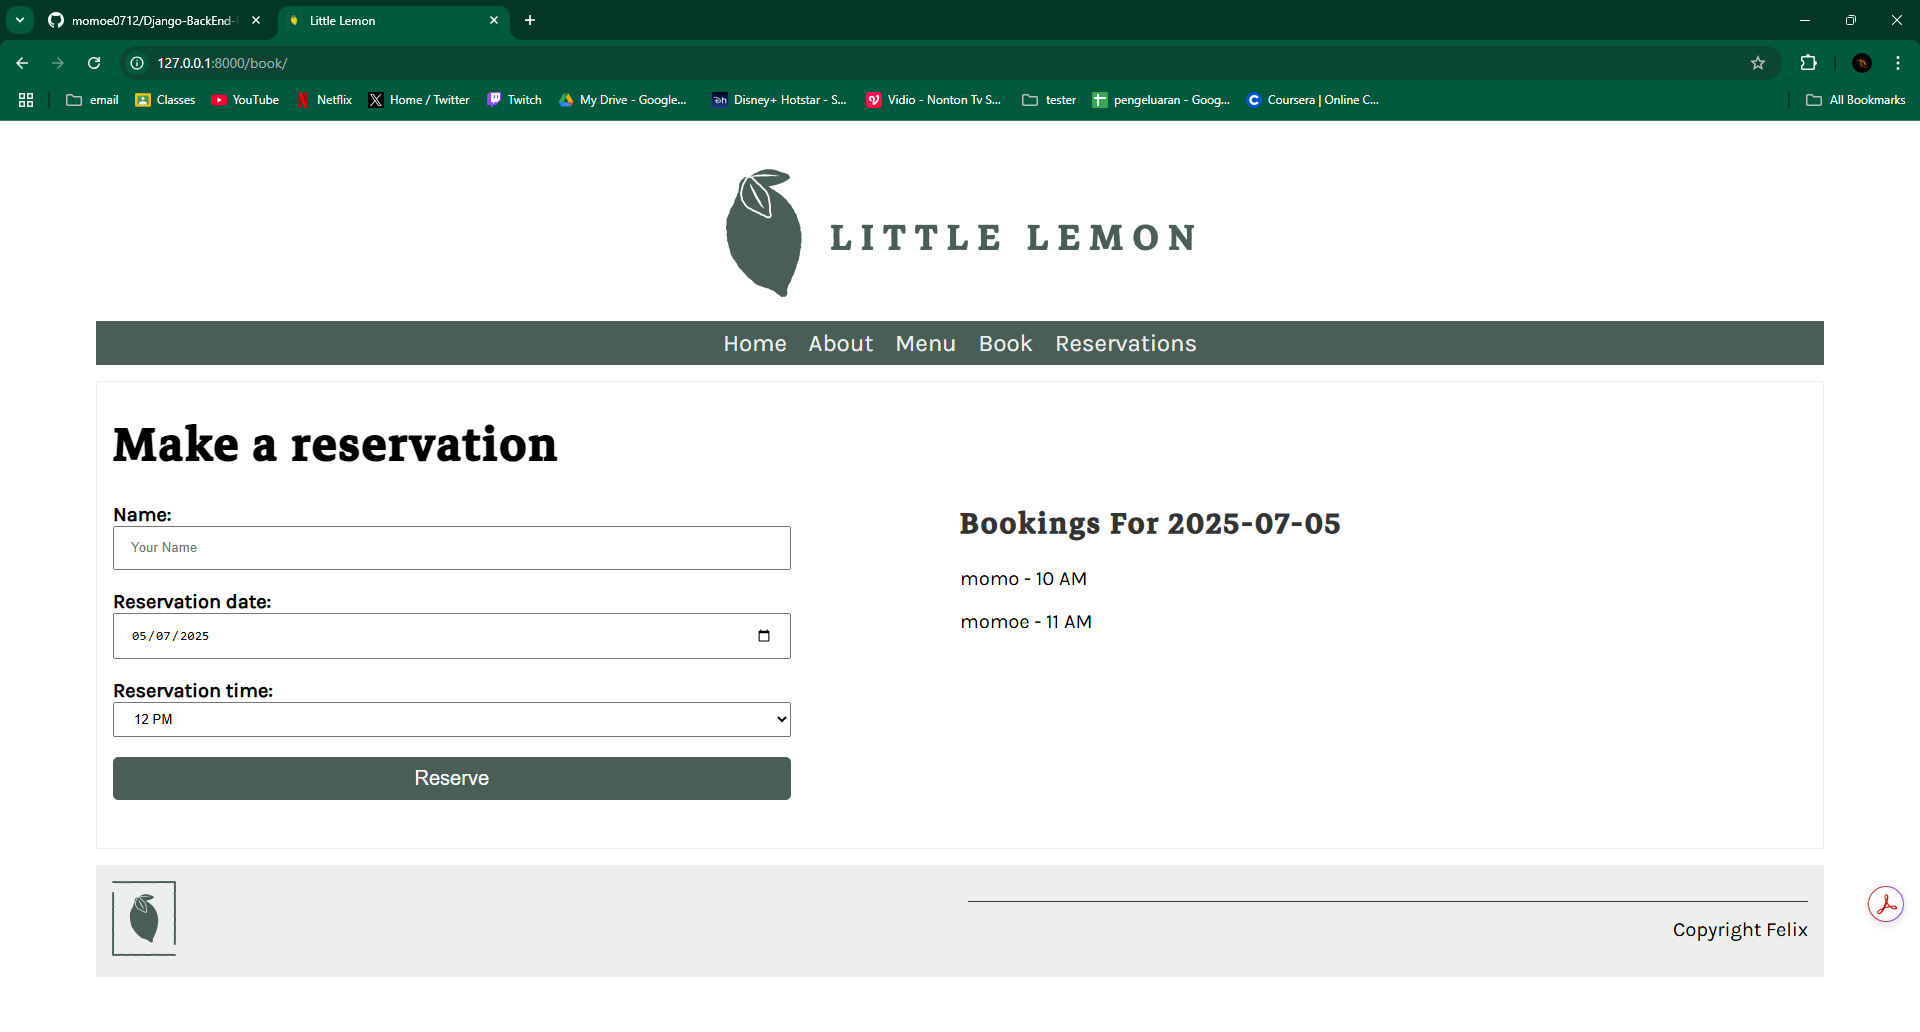 momoe0712/Django-BackEnd-
Little Lemon
127.0.0.1:8000/book/
email
Classes
YouTube
Netflix
Home / Twitter
Twitch
My Drive - Google...
Disney+ Hotstar - S...
Vidio - Nonton Tv S...
tester
pengeluaran - Goog...
Coursera | Online C...
All Bookmarks
LITTLE LEMON
Home About Menu Book Reservations
Make a reservation
Name:
Your Name
Reservation date:
05/07/2025
Reservation time:
12 PM
Reserve
Bookings For 2025-07-05
momo - 10 AM
momoe - 11 AM
Copyright Felix